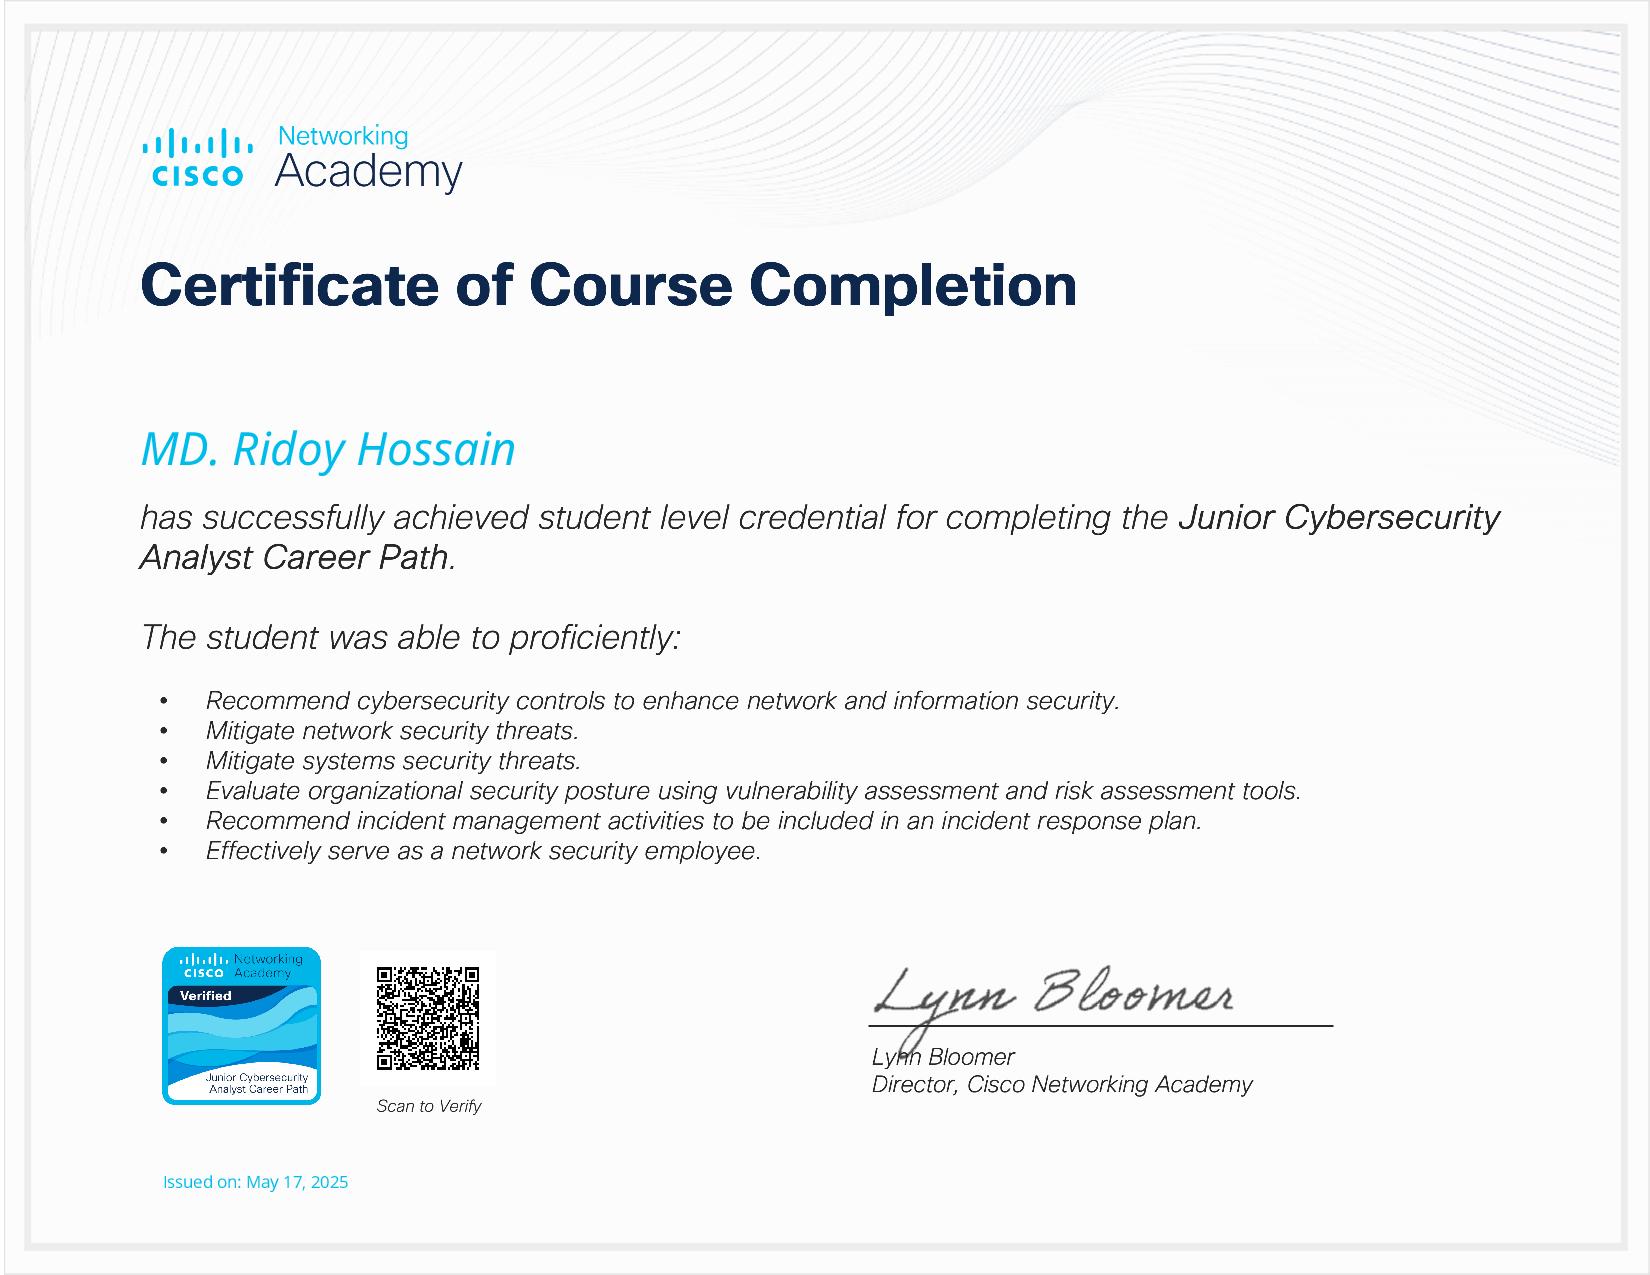 Networking
CISCO Academy
Certificate of Course Completion
MD. Ridoy Hossain
has successfully achieved student level credential for completing the Junior Cybersecurity
Analyst Career Path.
The student was able to proficiently:
• Recommend cybersecurity controls to enhance network and information security.
• Mitigate network security threats.
• Mitigate systems security threats.
• Evaluate organizational security posture using vulnerability assessment and risk assessment tools.
• Recommend incident management activities to be included in an incident response plan.
• Effectively serve as a network security employee.
Networking
CISCO Academy
Verified
Junior Cybersecurity
Analyst Career Path
Scan to Verify
Lynn Bloomer
Lynn Bloomer
Director, Cisco Networking Academy
Issued on: May 17, 2025